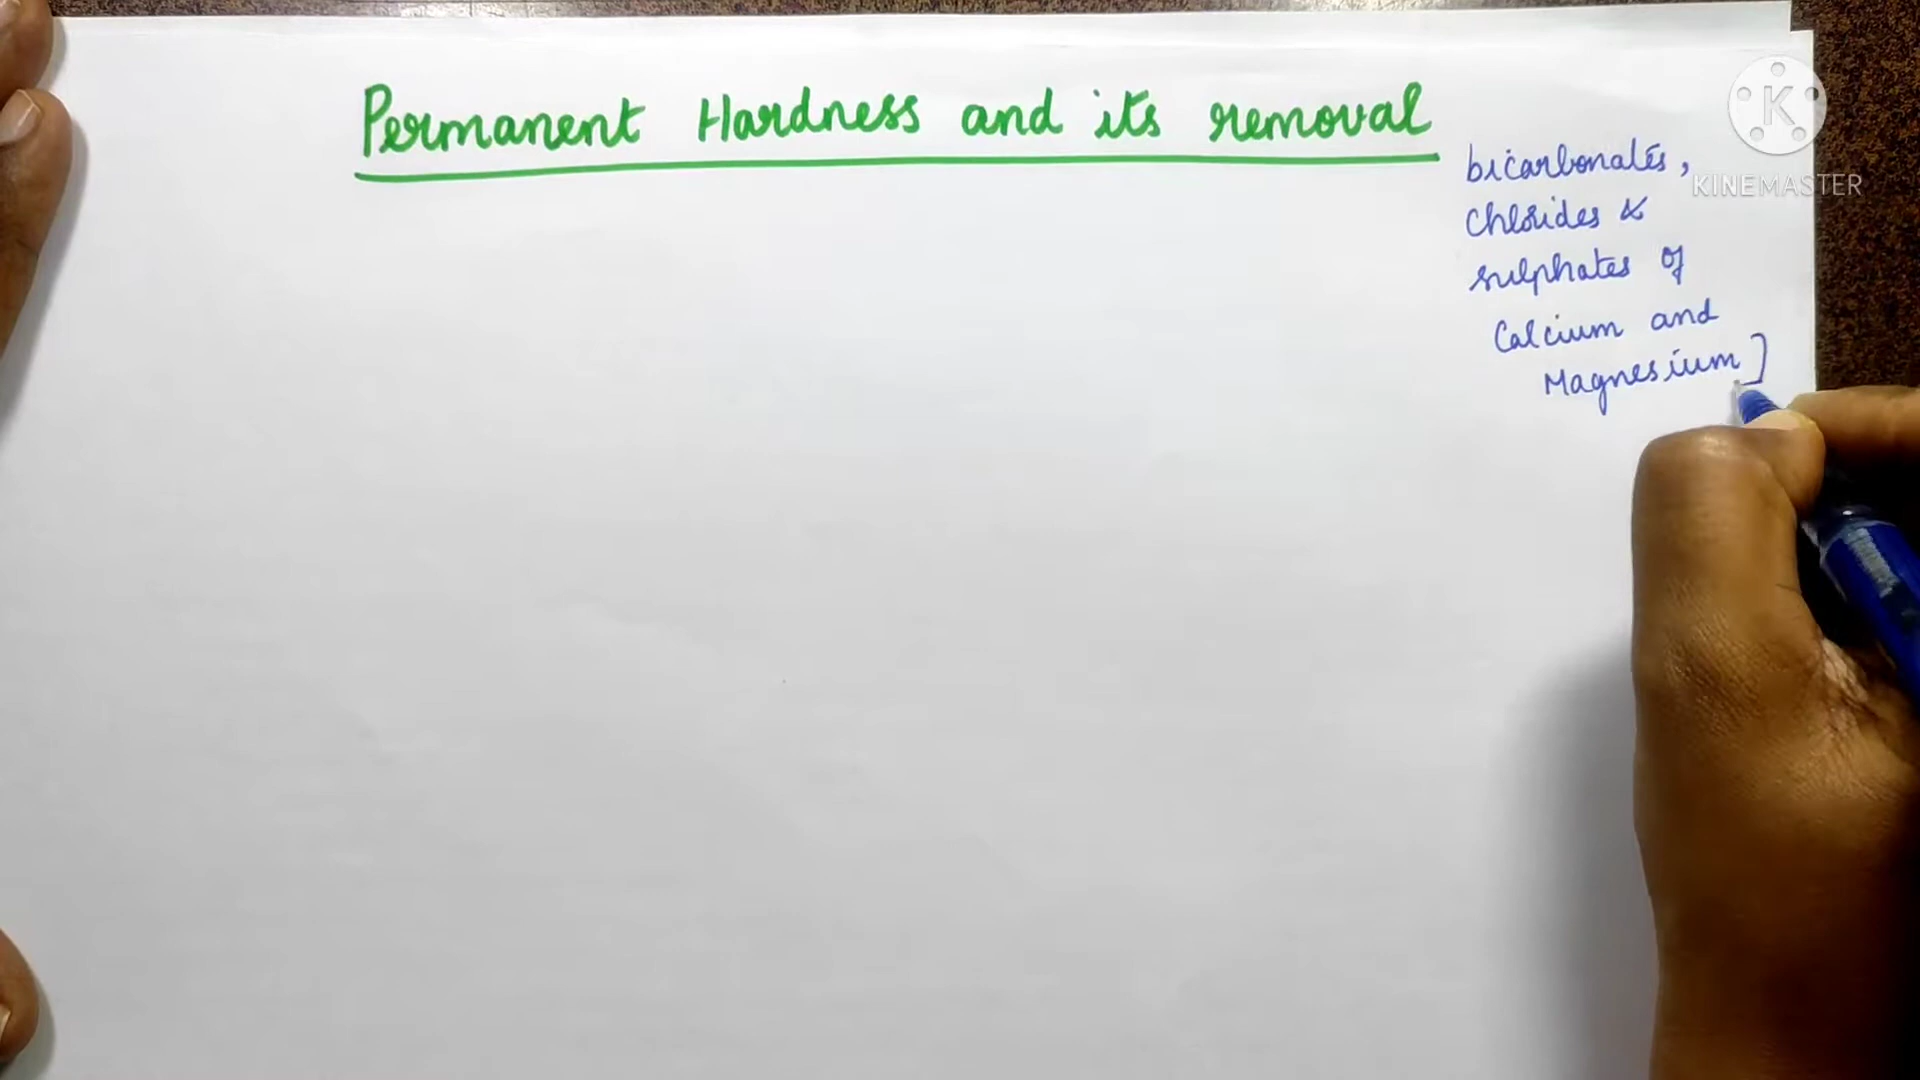 Permanent Hardness and its removal
bicarbonates,
Chlorides &
sulphates of
Calcium and
Magnesium]
K
KINEMASTER